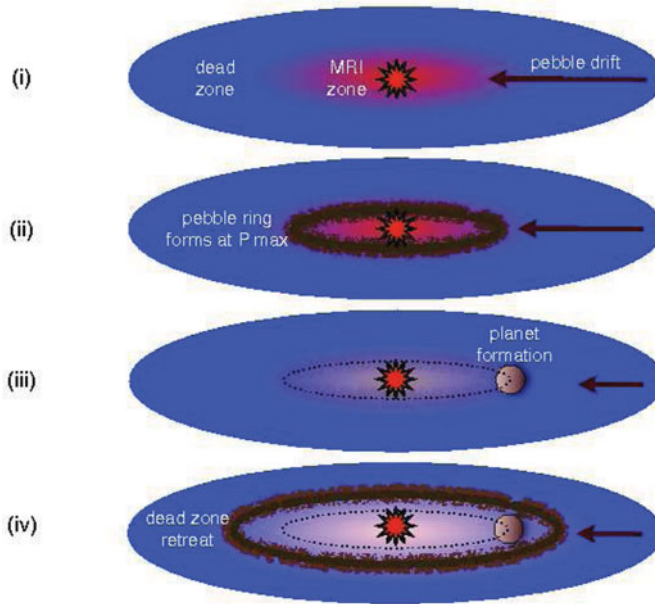 (i)
dead
zone
MRI
zone
pebble drift
(ii)
pebble ring
forms at P max
(iii)
planet
formation
(iv)
dead zone
retreat